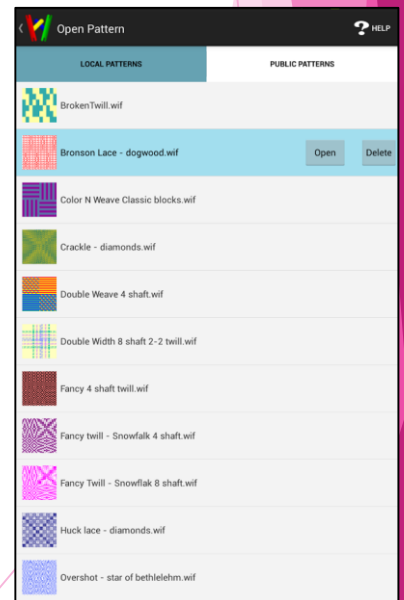 Open Pattern
? HELP
LOCAL PATTERNS
PUBLIC PATTERNS
BrokenTwill.wif
Bronson Lace - dogwood.wif
Open
Delete
Color N Weave Classic blocks.wif
Crackle - diamonds.wif
Double Weave 4 shaft.wif
Double Width 8 shaft 2-2 twill.wif
Fancy 4 shaft twill.wif
Fancy twill - Snowfalk 4 shaft.wif
Fancy Twill - Snowflak 8 shaft.wif
Huck lace - diamonds.wif
Overshot - star of bethlelehm.wif